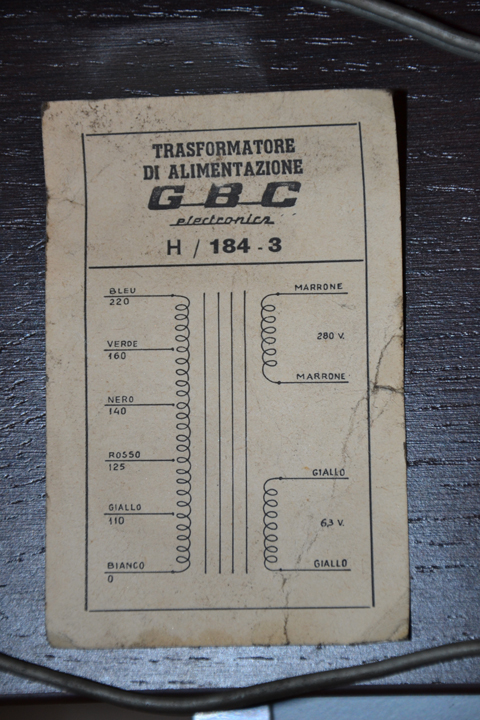 TRASFORMATORE
DI ALIMENTAZIONE
GBC
electronics
H / 184 - 3
BLEU
220
VERDE
160
NERO
140
ROSSO
125
GIALLO
110
BIANCO
0
MARRONE
280 V.
MARRONE
GIALLO
6,3 V.
GIALLO